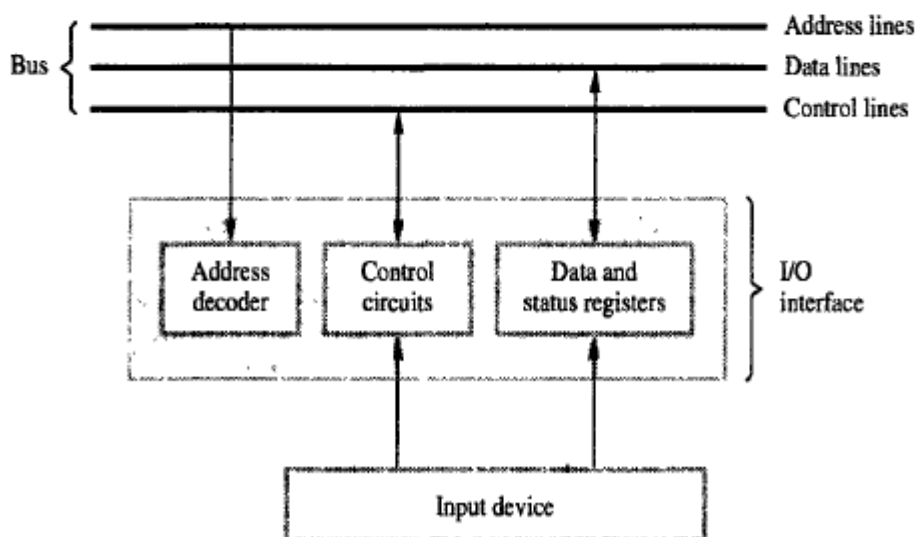 Address lines
Bus
Data lines
Control lines
Address
decoder
Control
circuits
Data and
status registers
I/O
interface
Input device